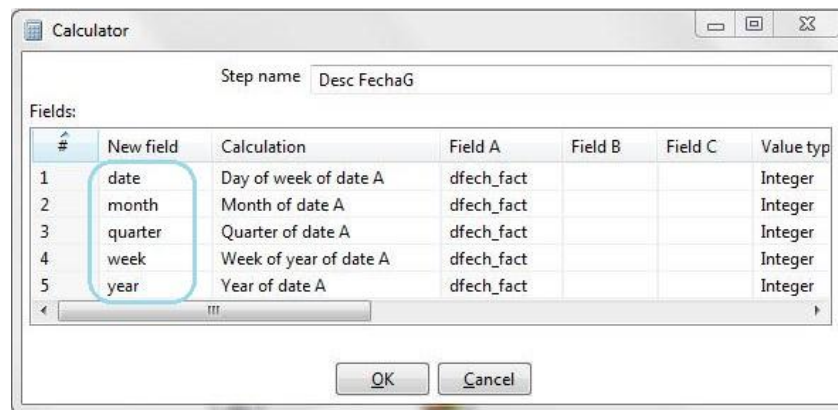 Calculator
Step name Desc FechaG
Fields:
# New field Calculation Field A Field B Field C Value typ
1 date Day of week of date A dfech_fact Integer
2 month Month of date A dfech_fact Integer
3 quarter Quarter of date A dfech_fact Integer
4 week Week of year of date A dfech_fact Integer
5 year Year of date A dfech_fact Integer
OK Cancel